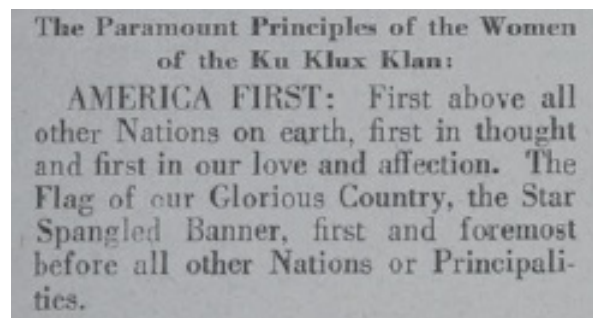 The Paramount Principles of the Women
of the Ku Klux Klan:
AMERICA FIRST: First above all
other Nations on earth, first in thought
and first in our love and affection. The
Flag of our Glorious Country, the Star
Spangled Banner, first and foremost
before all other Nations or Principali-
ties.